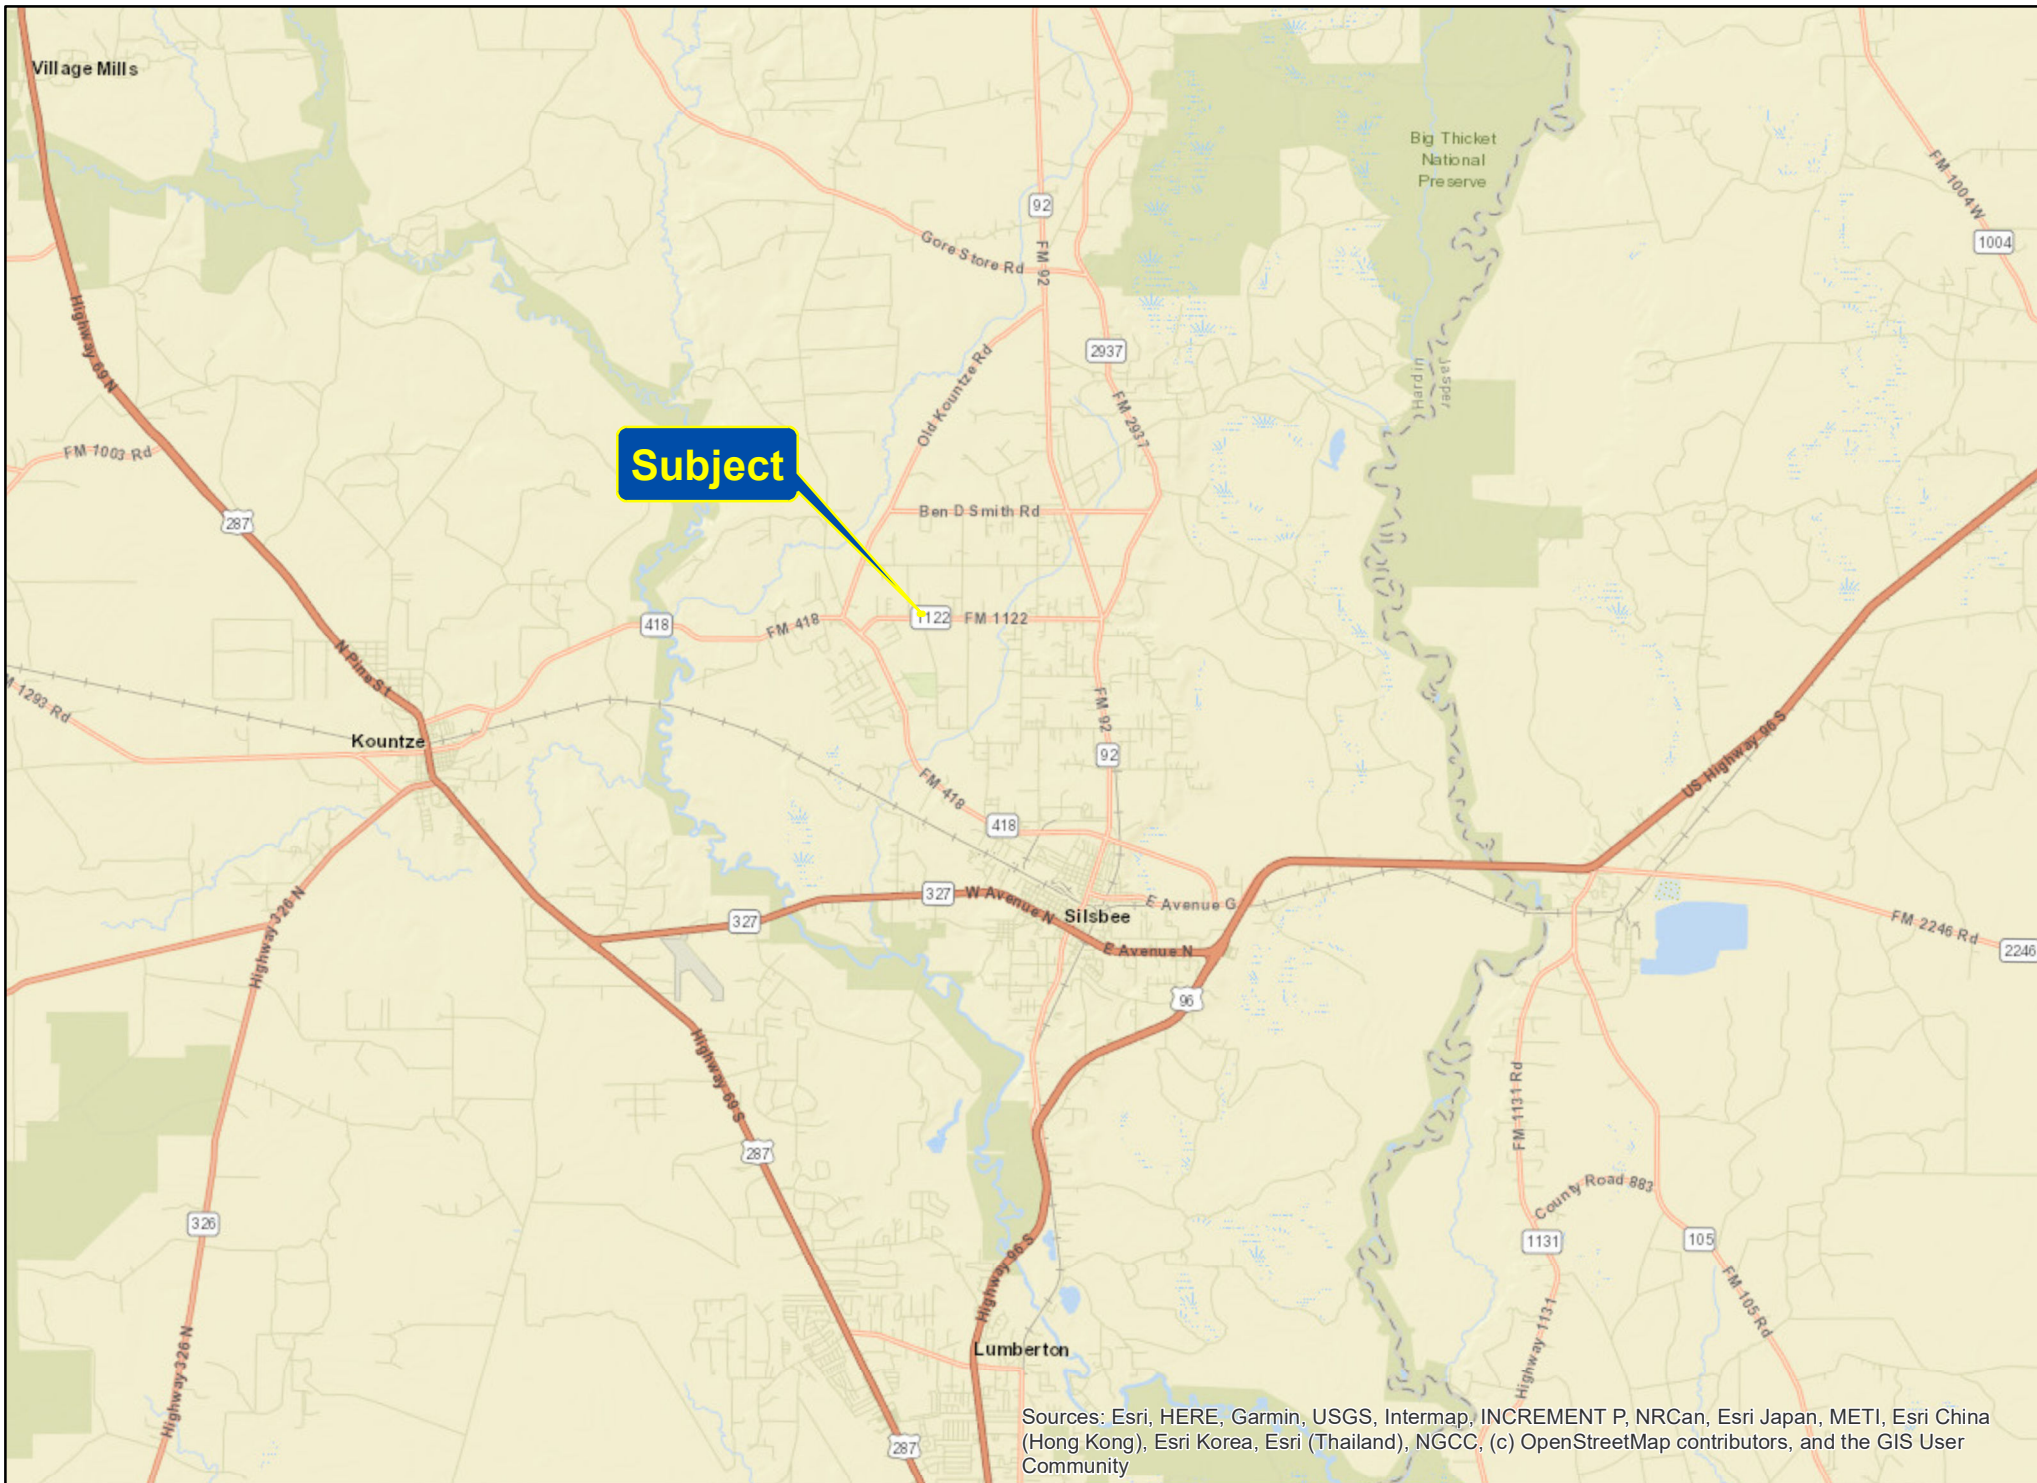 Village Mills
Big Thicket
National
Preserve
FM 1004 W
92
Gore Store Rd
FM 92
1004
Highway 69 N
2937
Old Kountze Rd
Hardin
Jasper
FM 2937
FM 1003 Rd
Subject
287
Ben D Smith Rd
418
FM 418
1122
FM 1122
N Pine St
M 1293 Rd
FM 92
Kountze
92
US Highway 96 S
FM 418
418
327
327
W Avenue N
Silsbee
E Avenue G
E Avenue N
FM 2246 Rd
2246
Highway 326 N
96
Highway 69 S
FM 1131 Rd
287
County Road 883
326
1131
105
Highway 96 S
FM 105 Rd
Highway 1131
Highway 326 N
Lumberton
287
Sources: Esri, HERE, Garmin, USGS, Intermap, INCREMENT P, NRCan, Esri Japan, METI, Esri China
(Hong Kong), Esri Korea, Esri (Thailand), NGCC, (c) OpenStreetMap contributors, and the GIS User
Community